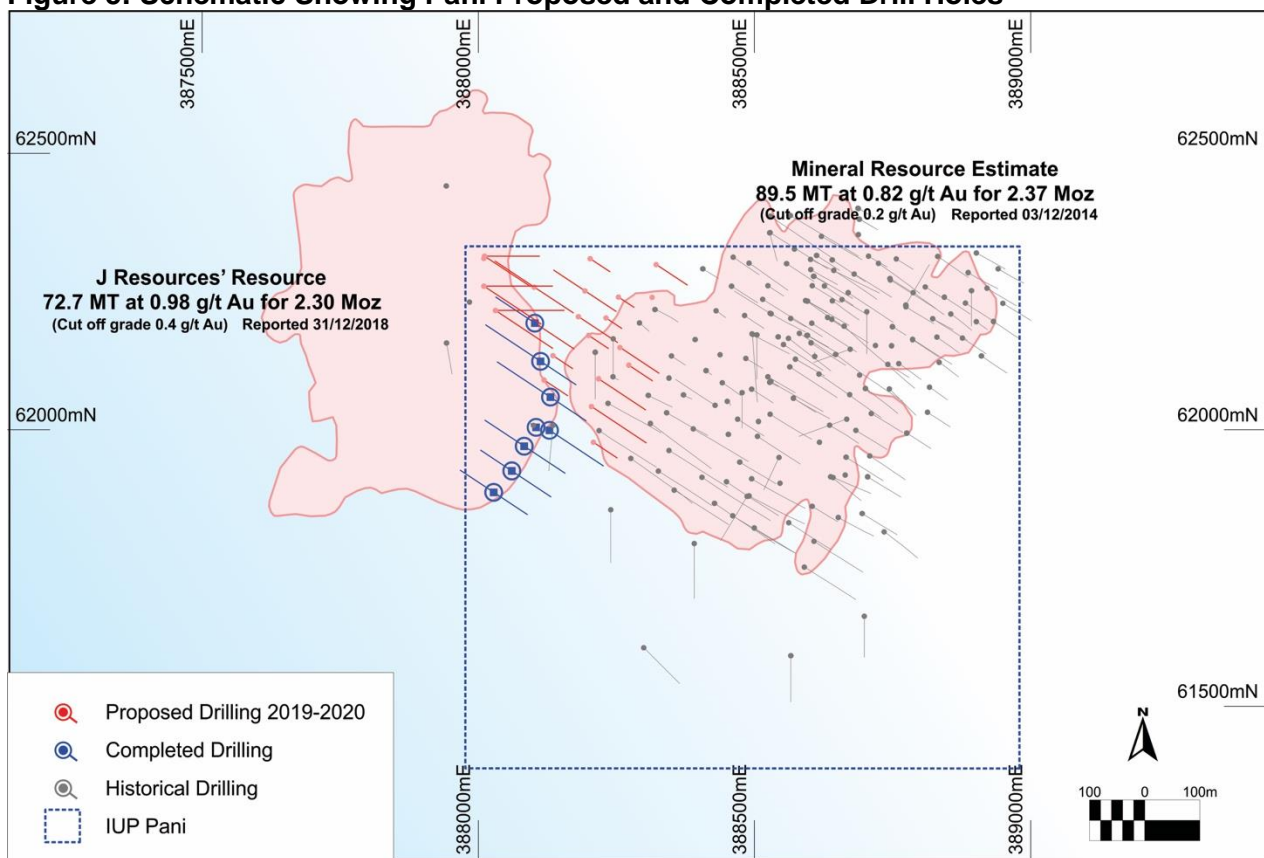 Figure 3: Schematic Showing Pani Proposed and Completed Drill Holes
387500mE
388000mE
388500mE
389000mE
62500mN
62500mN
Mineral Resource Estimate
89.5 MT at 0.82 g/t Au for 2.37 Moz
(Cut off grade 0.2 g/t Au) Reported 03/12/2014
J Resources' Resource
72.7 MT at 0.98 g/t Au for 2.30 Moz
(Cut off grade 0.4 g/t Au) Reported 31/12/2018
62000mN
62000mN
61500mN
Proposed Drilling 2019-2020
Completed Drilling
Historical Drilling
IUP Pani
388000mE
388500mE
389000mE
N
100 0 100m